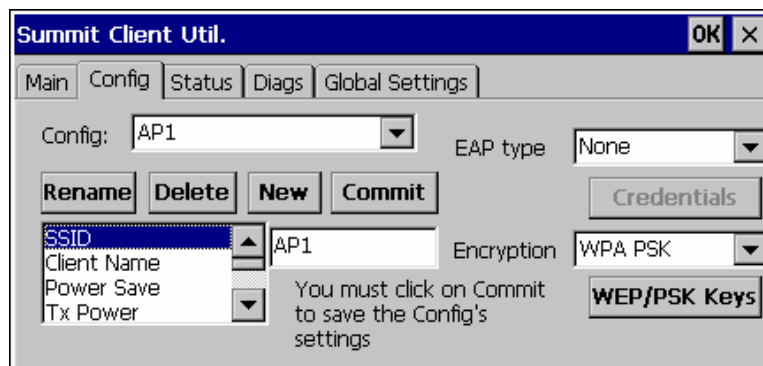 Summit Client Util. OK ×
Main Config Status Diags Global Settings
Config: AP1
EAP type None
Rename Delete New Commit
Credentials
SSID
Client Name
Power Save
Tx Power
AP1
Encryption WPA PSK
You must click on Commit
to save the Config's
settings
WEP/PSK Keys